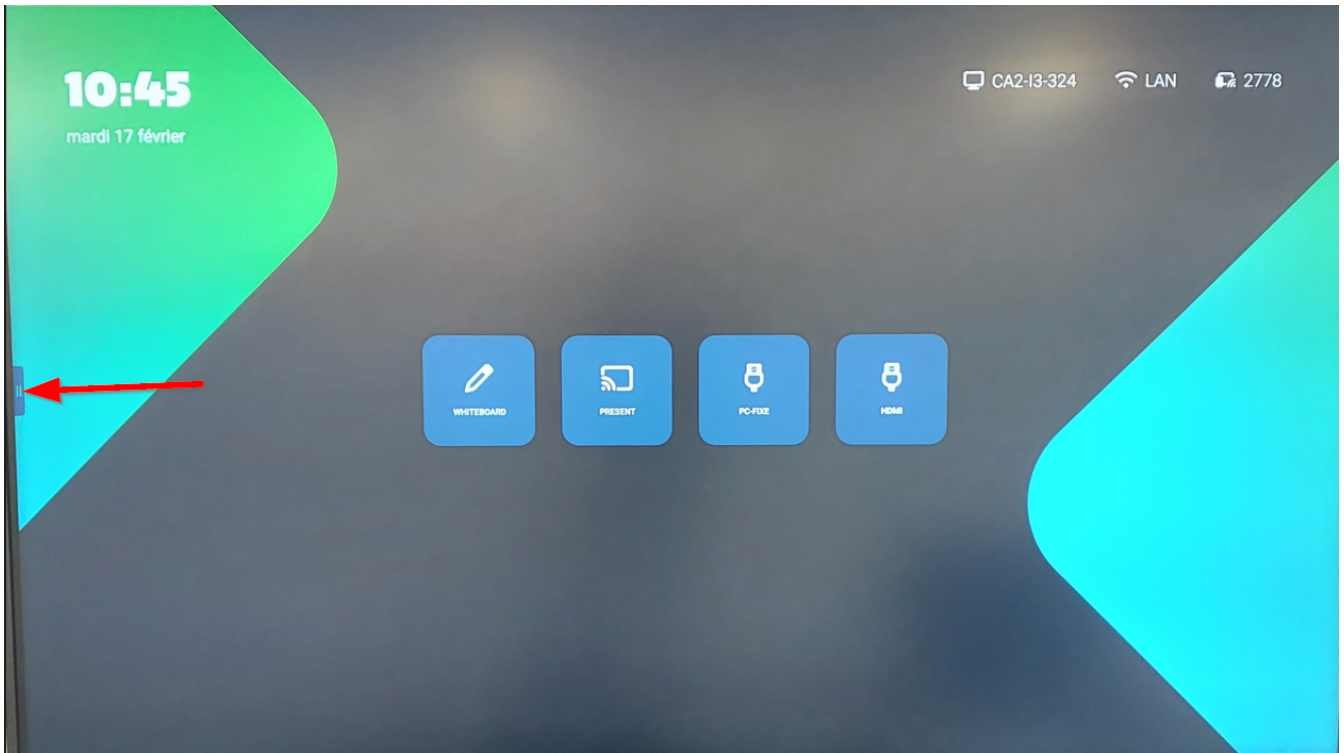 10:45
mardi 17 février
CA2-I3-324
LAN
2778
WHITEBOARD
PRESENT
PC-FIXE
HDMI